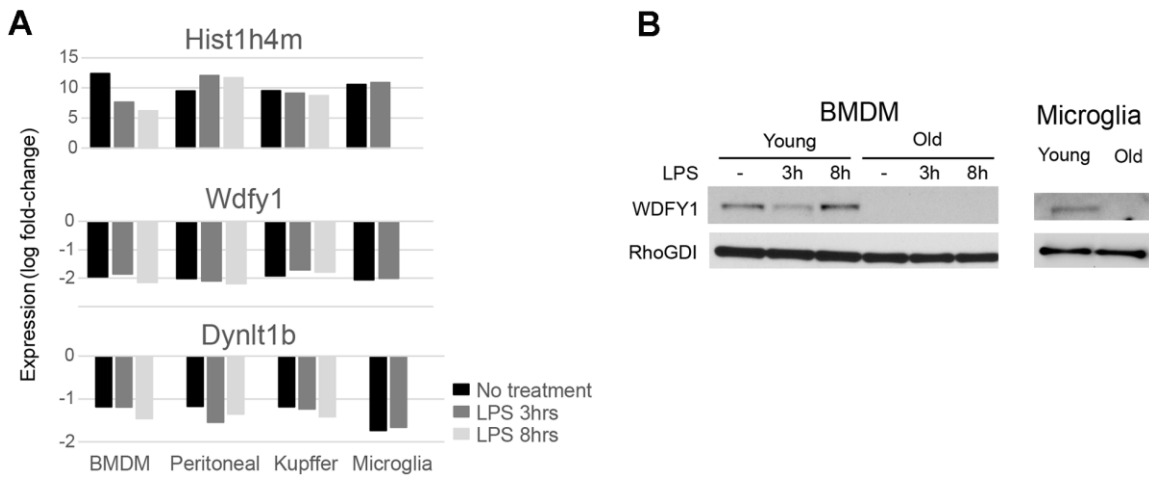 A
Hist1h4m
15
10
5
0
Wdfy1
0
-1
-2
Dynlt1b
0
-1
-2
Expression (log fold-change)
BMDM Peritoneal Kupffer Microglia
No treatment
LPS 3hrs
LPS 8hrs
B
BMDM
Young Old
LPS - 3h 8h - 3h 8h
WDFY1
RhoGDI
Microglia
Young Old